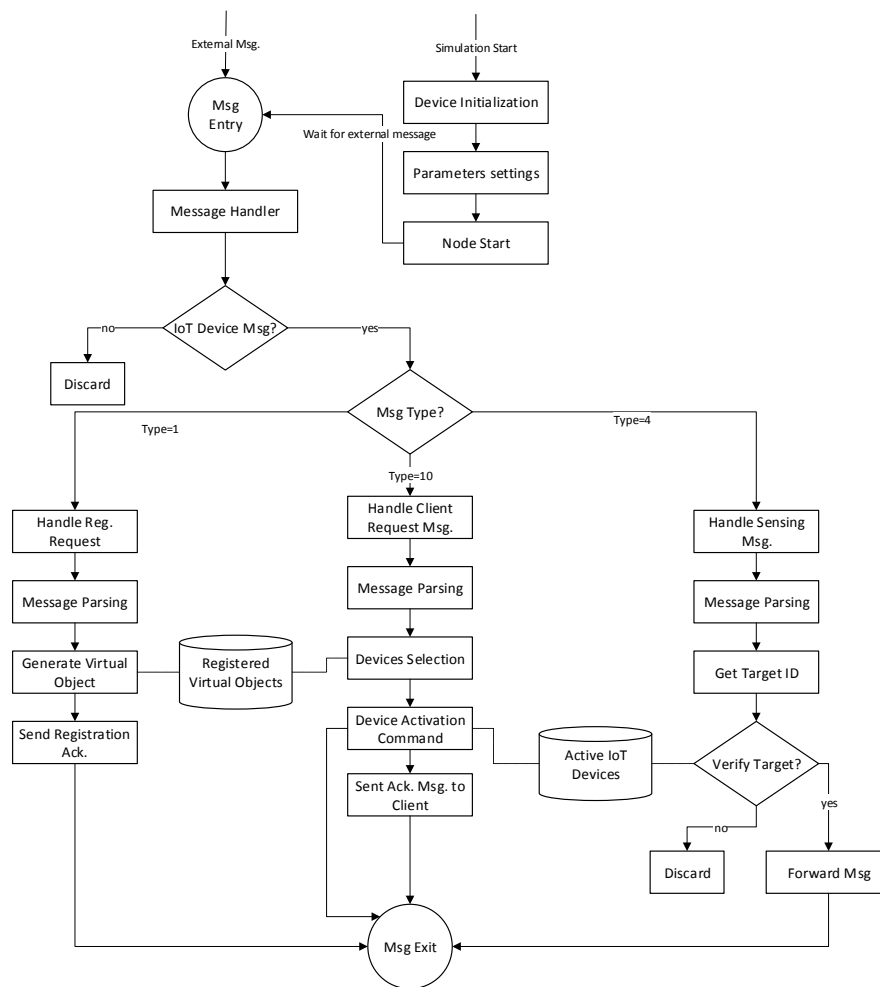 External Msg.
Simulation Start
Msg
Entry
Device Initialization
Wait for external message
Parameters settings
Message Handler
Node Start
IoT Device Msg?
no
yes
Discard
Msg Type?
Type=1
Type=10
Type=4
Handle Reg.
Request
Handle Client
Request Msg.
Handle Sensing
Msg.
Message Parsing
Message Parsing
Message Parsing
Generate Virtual
Object
Registered
Virtual Objects
Devices Selection
Get Target ID
Send Registration
Ack.
Device Activation
Command
Active IoT
Devices
Verify Target?
Sent Ack. Msg. to
Client
no
yes
Discard
Forward Msg
Msg Exit